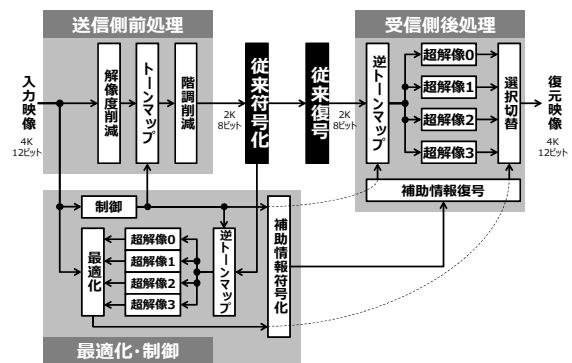 送信側前処理
受信側後処理
入力映像
4K
12ビット
解像度削減
トーンマップ
階調削減
2K
8ビット
従来符号化
従来復号
2K
8ビット
逆トーンマップ
超解像0
超解像1
超解像2
超解像3
選択切替
復元映像
4K
12ビット
補助情報復号
制御
最適化
超解像0
超解像1
超解像2
超解像3
逆トーンマップ
補助情報符号化
最適化・制御